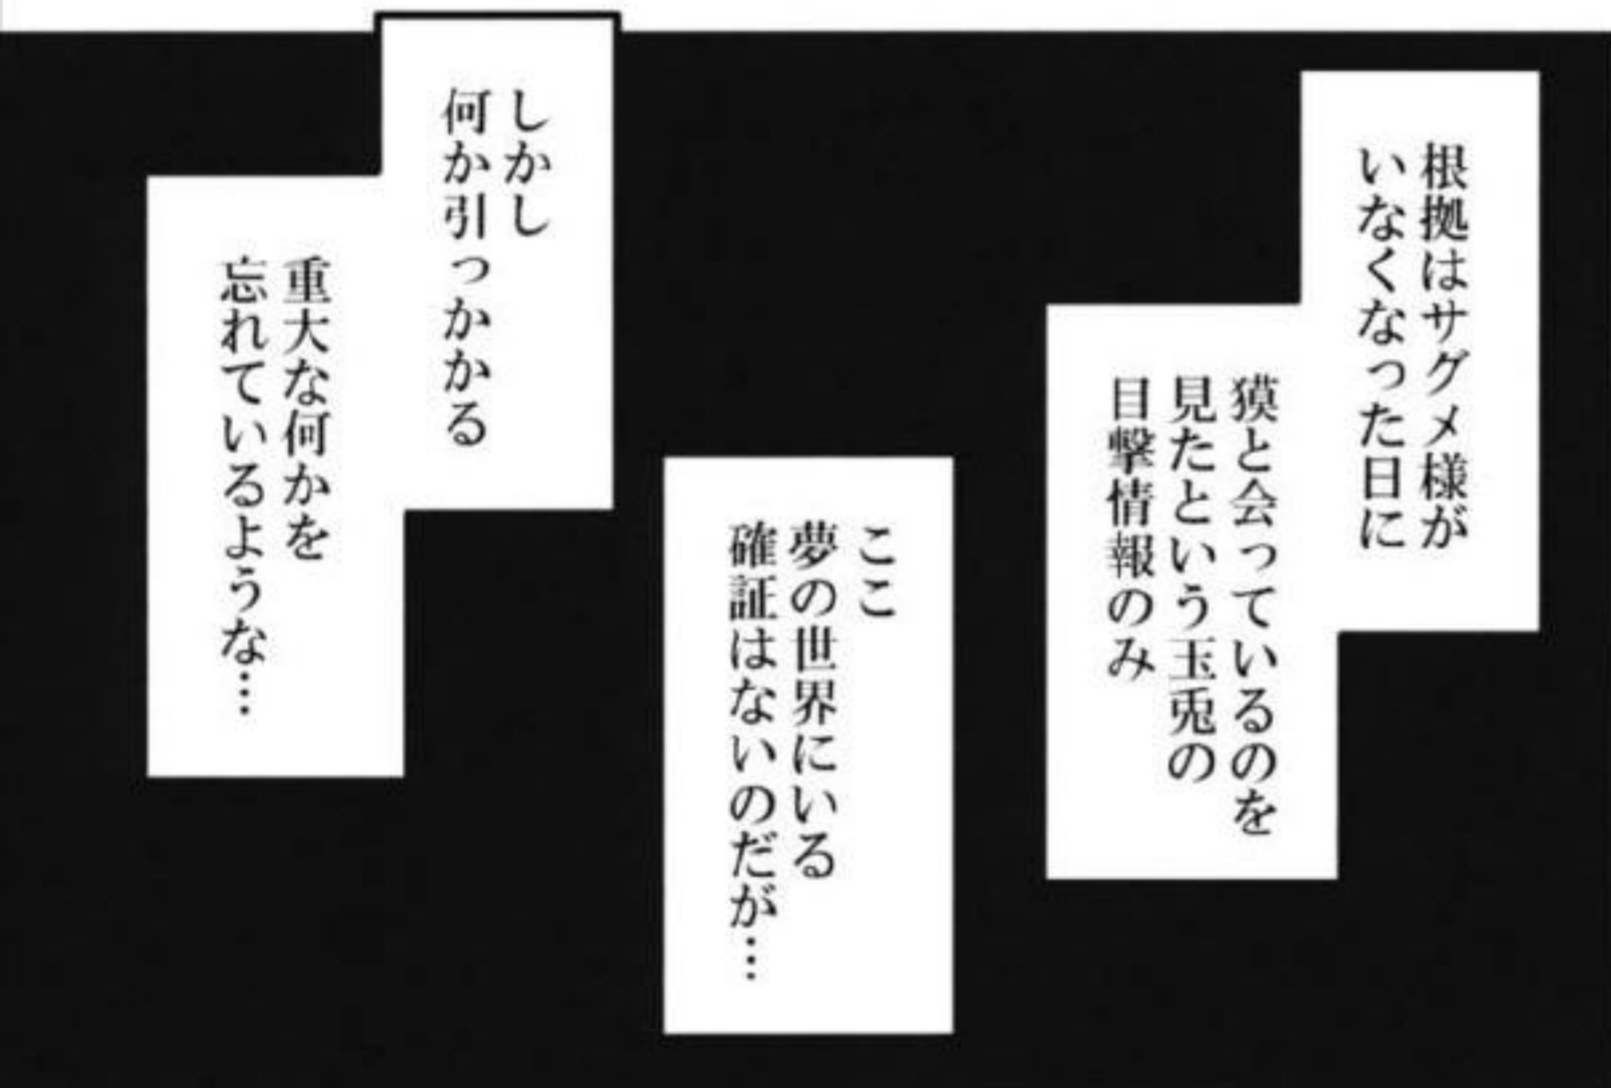 根拠はサグメ様が
いなくなった日に
獏と会っているのを
見たという玉兎の
目撃情報のみ
ここ
夢の世界にいる
確証はないのだが…
しかし
何か引っかかる
重大な何かを
忘れているような…